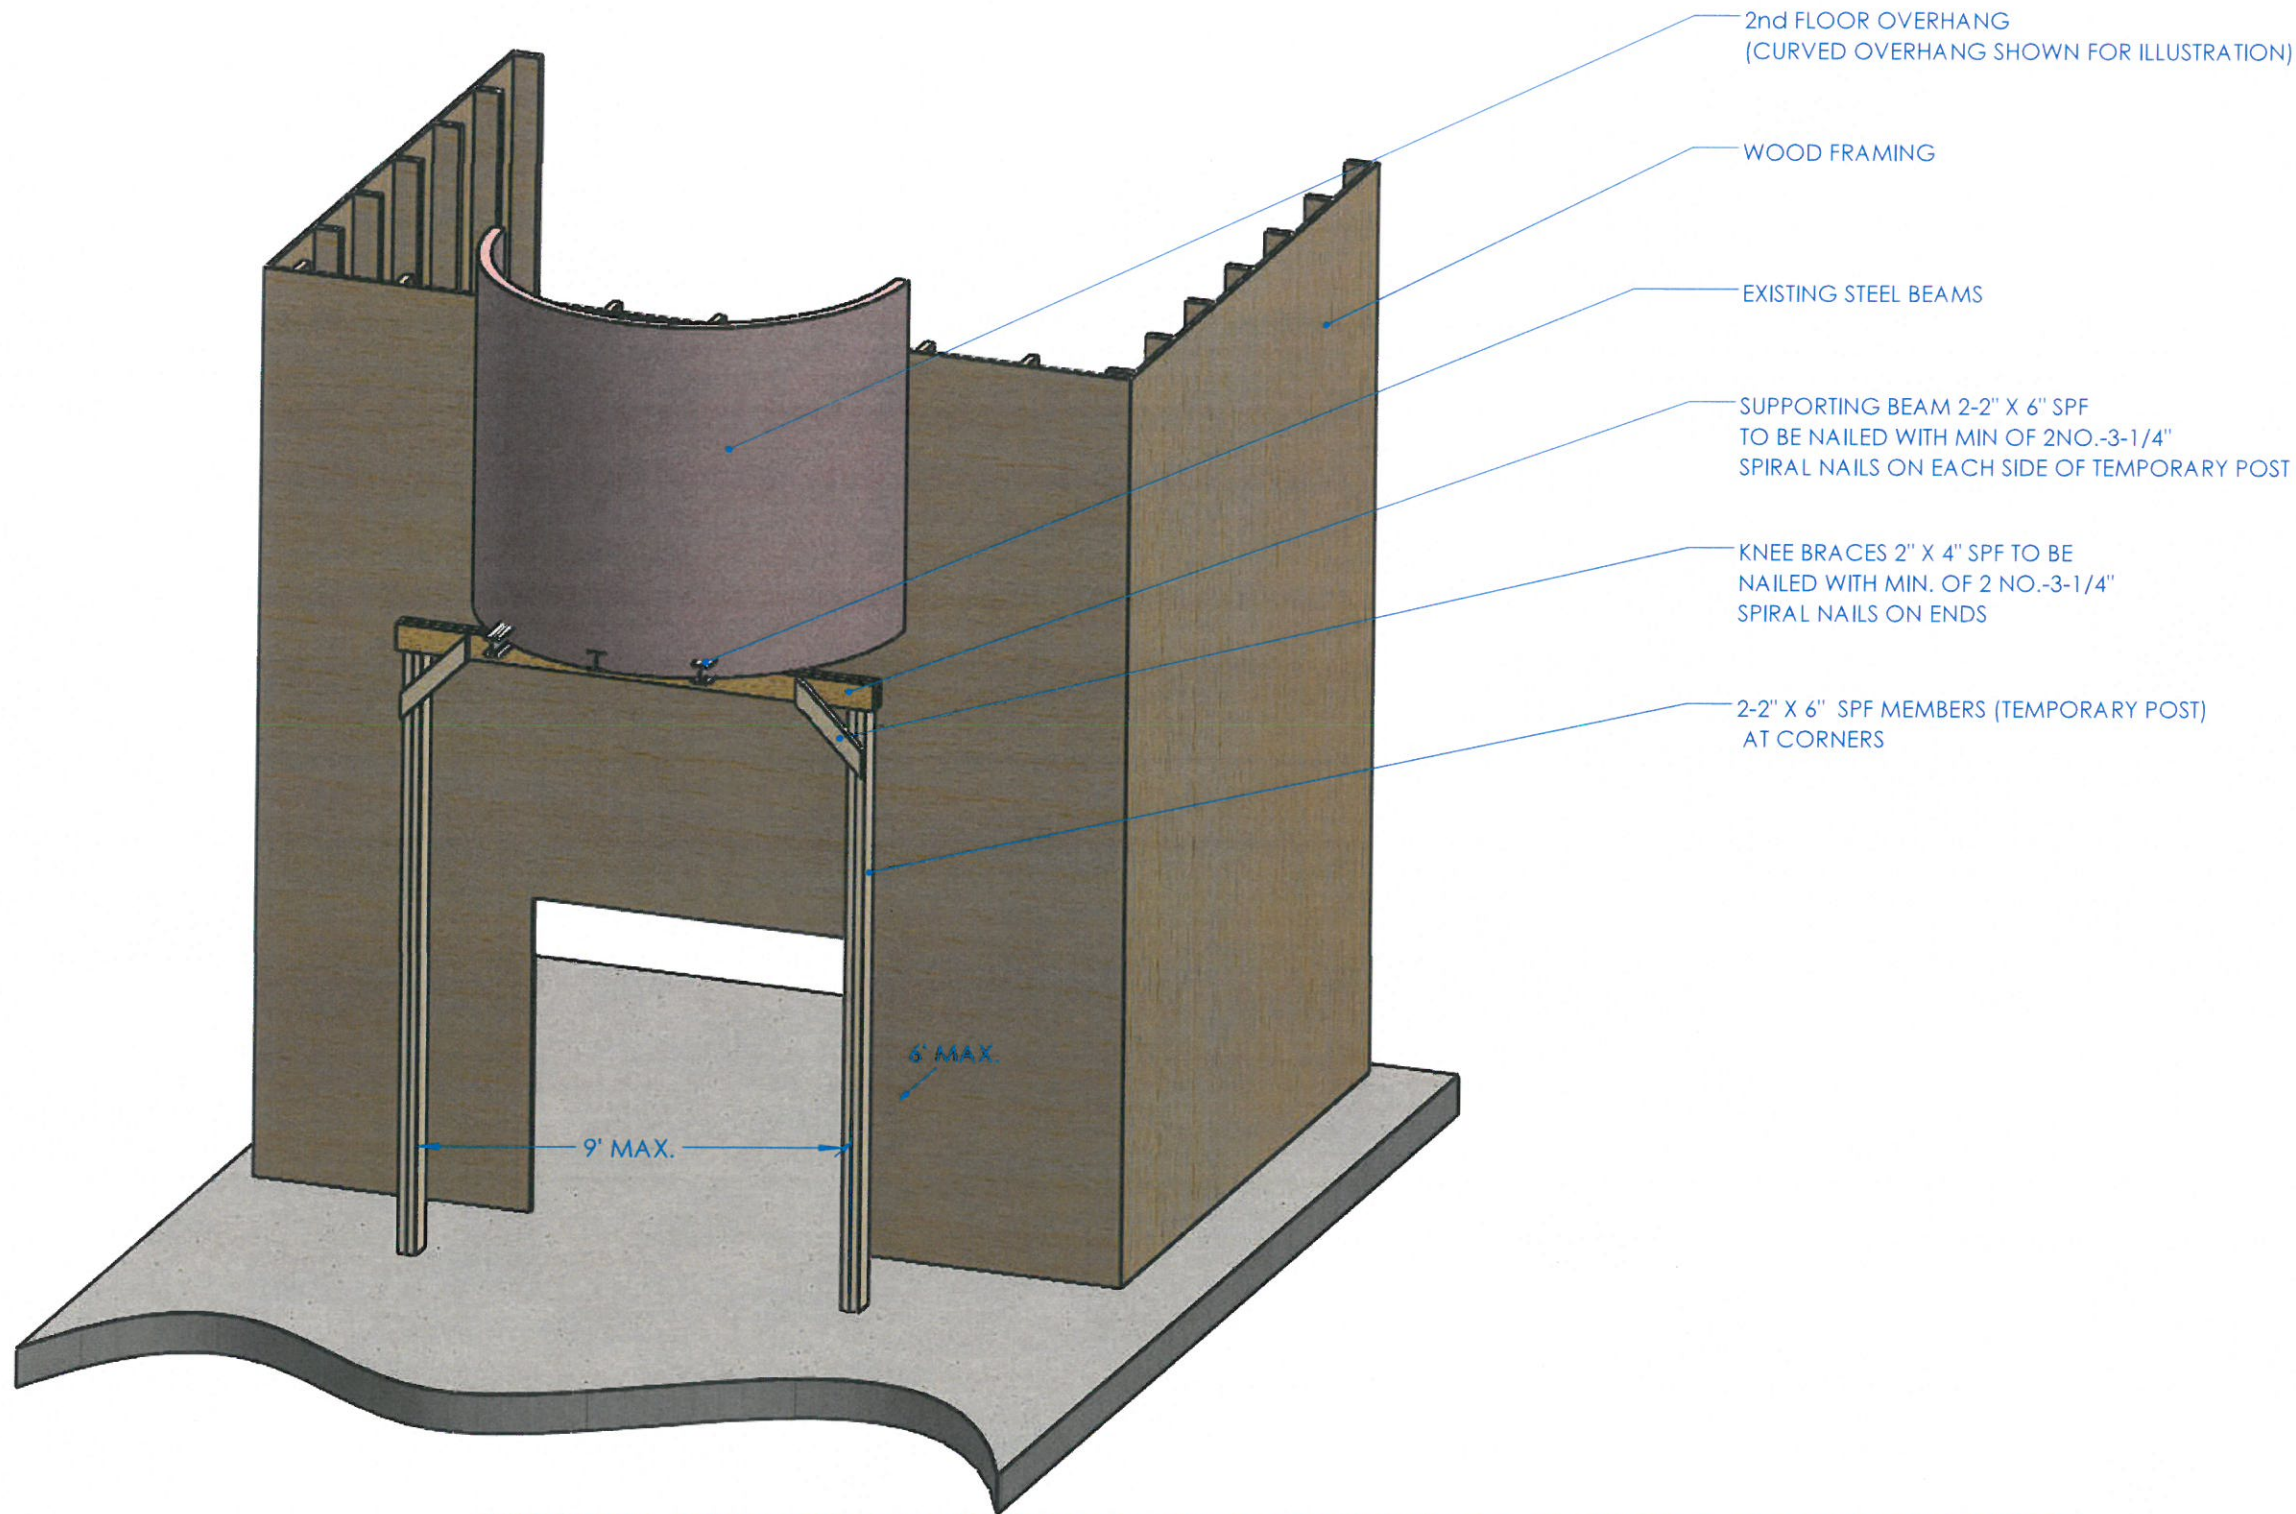 2nd FLOOR OVERHANG
(CURVED OVERHANG SHOWN FOR ILLUSTRATION)
WOOD FRAMING
EXISTING STEEL BEAMS
SUPPORTING BEAM 2-2" X 6" SPF
TO BE NAILED WITH MIN OF 2NO.-3-1/4"
SPIRAL NAILS ON EACH SIDE OF TEMPORARY POST
KNEE BRACES 2" X 4" SPF TO BE
NAILED WITH MIN. OF 2 NO.-3-1/4"
SPIRAL NAILS ON ENDS
2-2" X 6" SPF MEMBERS (TEMPORARY POST)
AT CORNERS
6' MAX.
9' MAX.